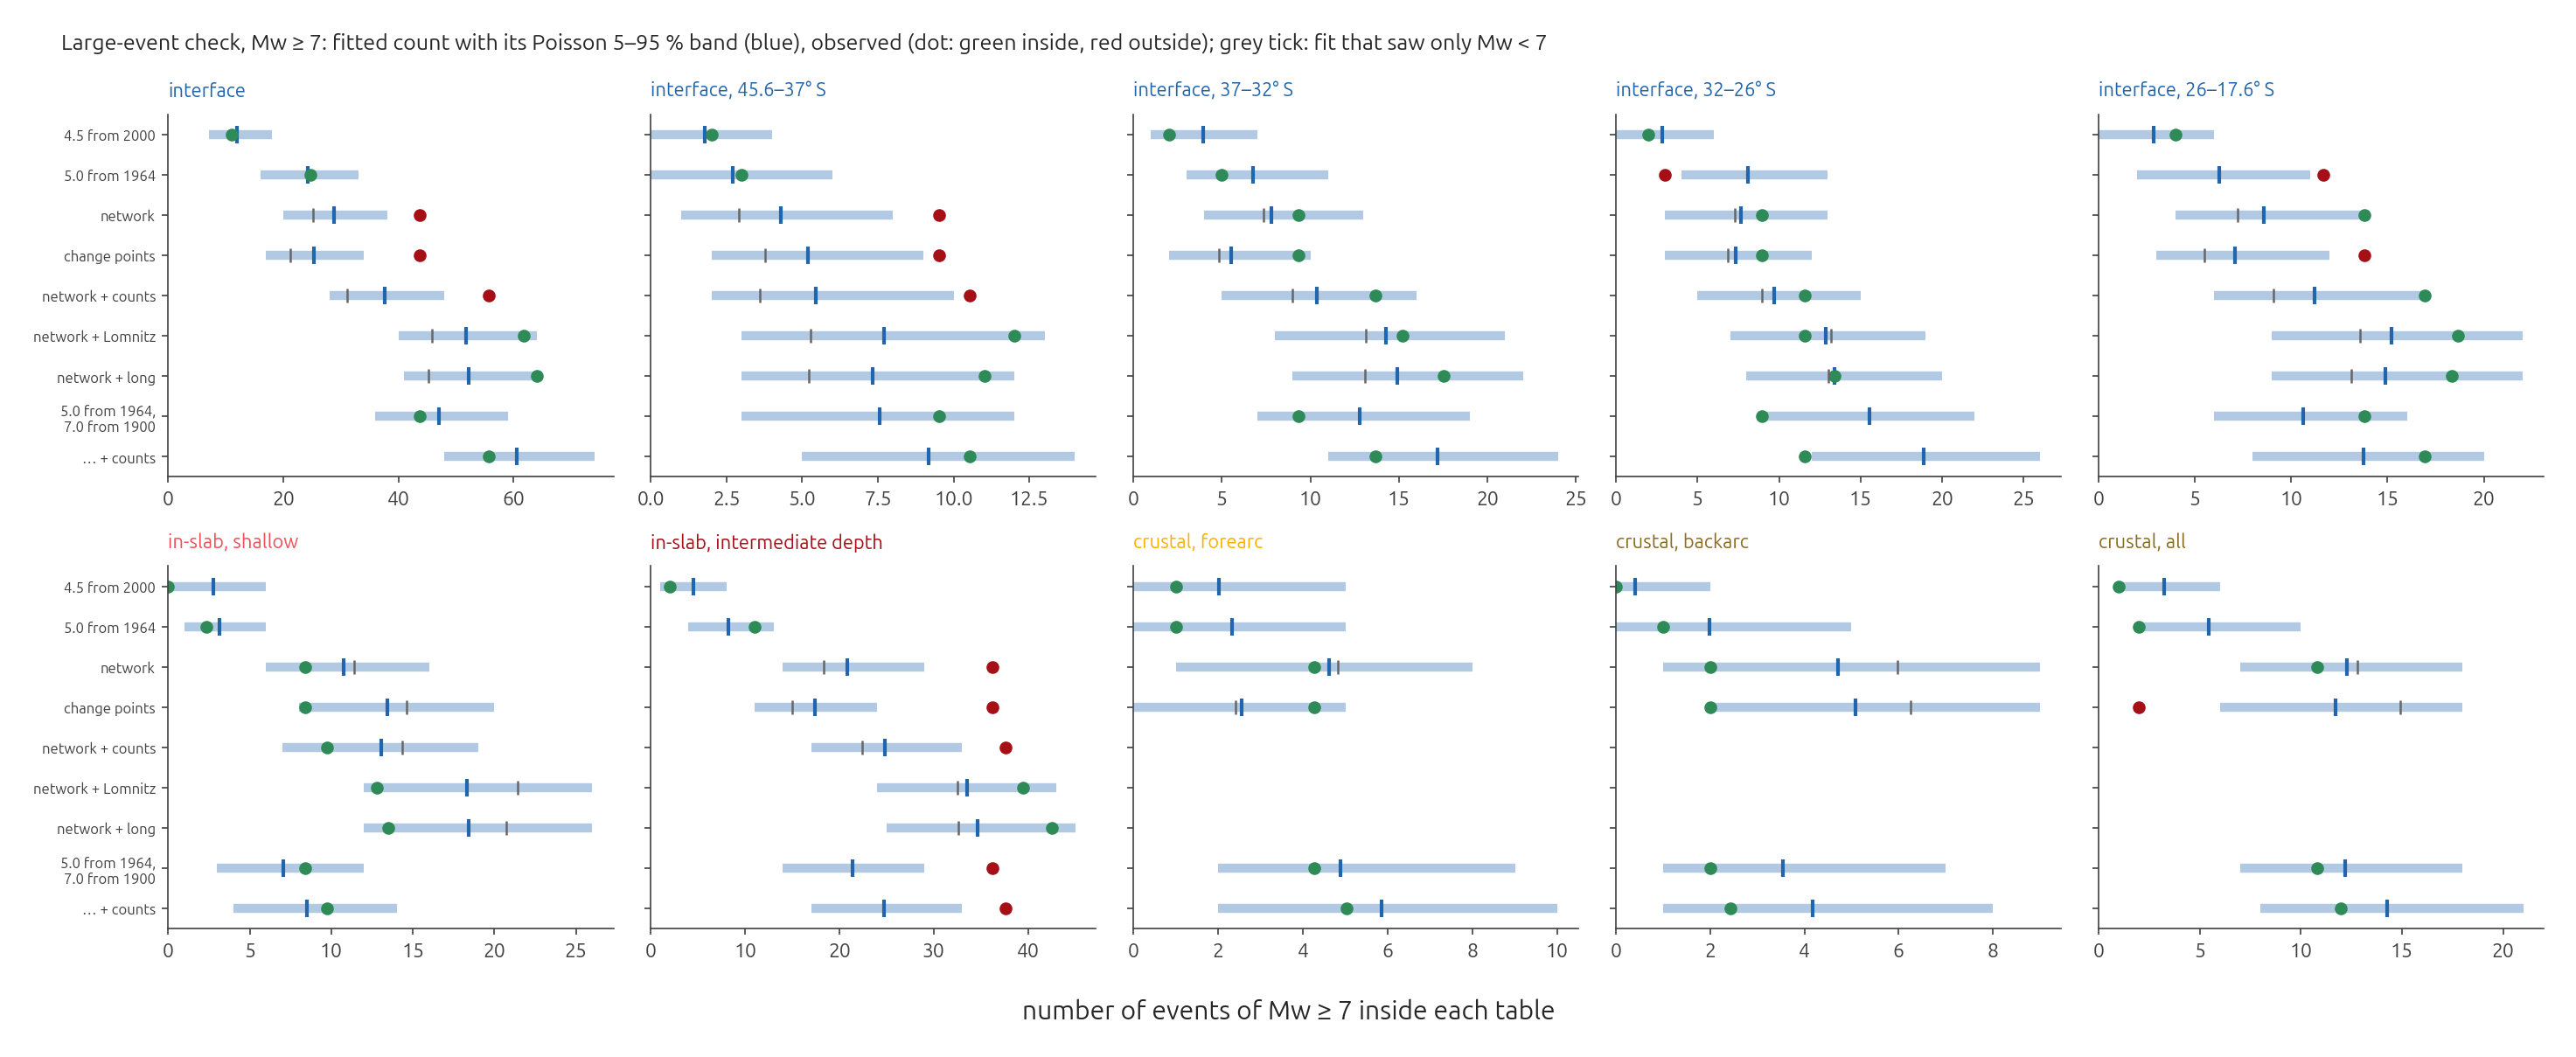 Large-event check, Mw ≥ 7: fitted count with its Poisson 5–95 % band (blue), observed (dot: green inside, red outside); grey tick: fit that saw only Mw < 7
interface
interface, 45.6–37° S
interface, 37–32° S
interface, 32–26° S
interface, 26–17.6° S
4.5 from 2000
5.0 from 1964
network
change points
network + counts
network + Lomnitz
network + long
5.0 from 1964,
7.0 from 1900
… + counts
0 20 40 60
0.0 2.5 5.0 7.5 10.0 12.5
0 5 10 15 20 25
0 5 10 15 20 25
0 5 10 15 20
in-slab, shallow
in-slab, intermediate depth
crustal, forearc
crustal, backarc
crustal, all
4.5 from 2000
5.0 from 1964
network
change points
network + counts
network + Lomnitz
network + long
5.0 from 1964,
7.0 from 1900
… + counts
0 5 10 15 20 25
0 10 20 30 40
0 2 4 6 8 10
0 2 4 6 8
0 5 10 15 20
number of events of Mw ≥ 7 inside each table